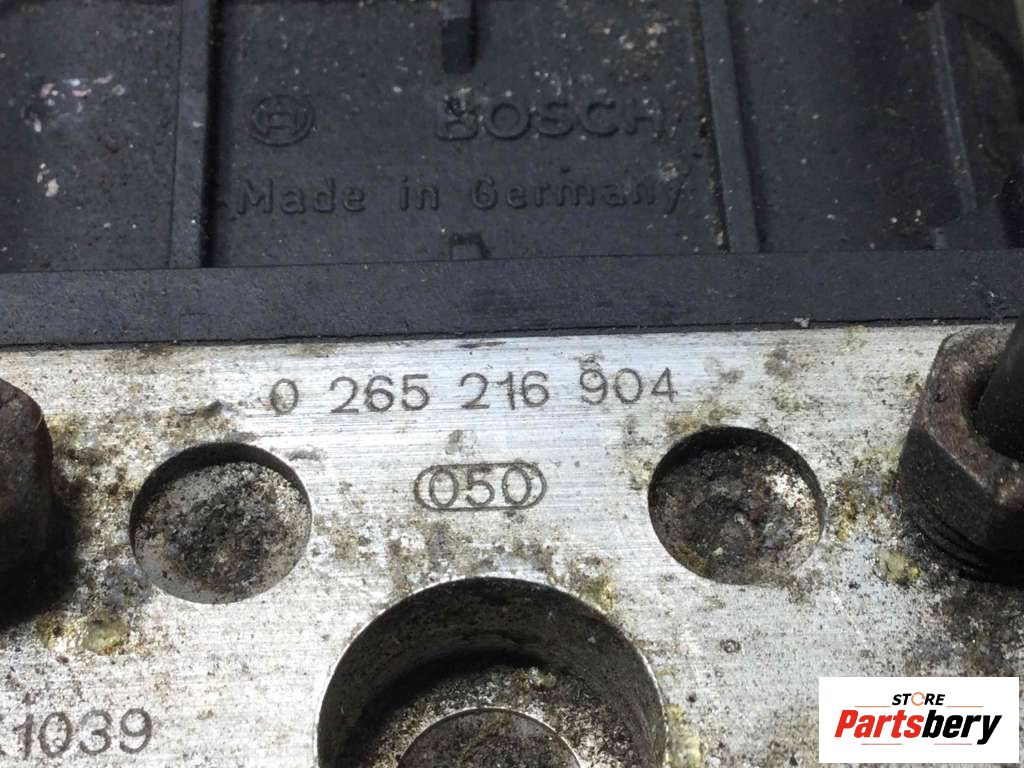 BOSCH
Made in Germany
0 265 216 904
050
1039
STORE
Partsbery